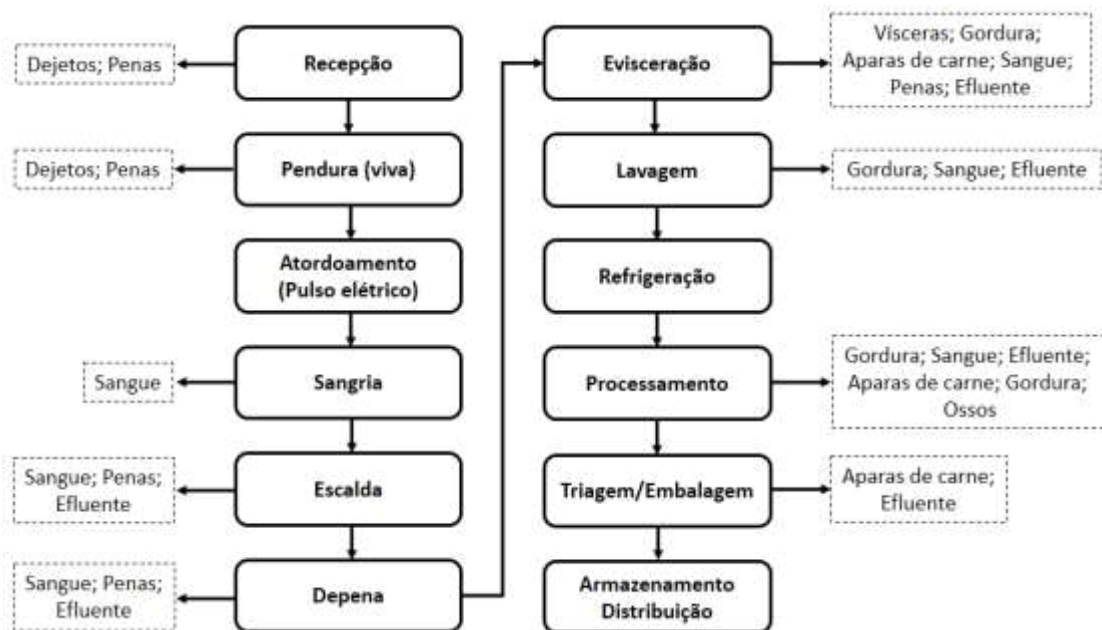 Dejetos; Penas
Recepção
Dejetos; Penas
Pendura (viva)
Atordoamento
(Pulso elétrico)
Sangue
Sangria
Sangue; Penas;
Efluente
Escalda
Sangue; Penas;
Efluente
Depena
Evisceração
Vísceras; Gordura;
Aparas de carne; Sangue;
Penas; Efluente
Lavagem
Gordura; Sangue; Efluente
Refrigeração
Processamento
Gordura; Sangue; Efluente;
Aparas de carne; Gordura;
Ossos
Triagem/Embalagem
Aparas de carne;
Efluente
Armazenamento
Distribuição